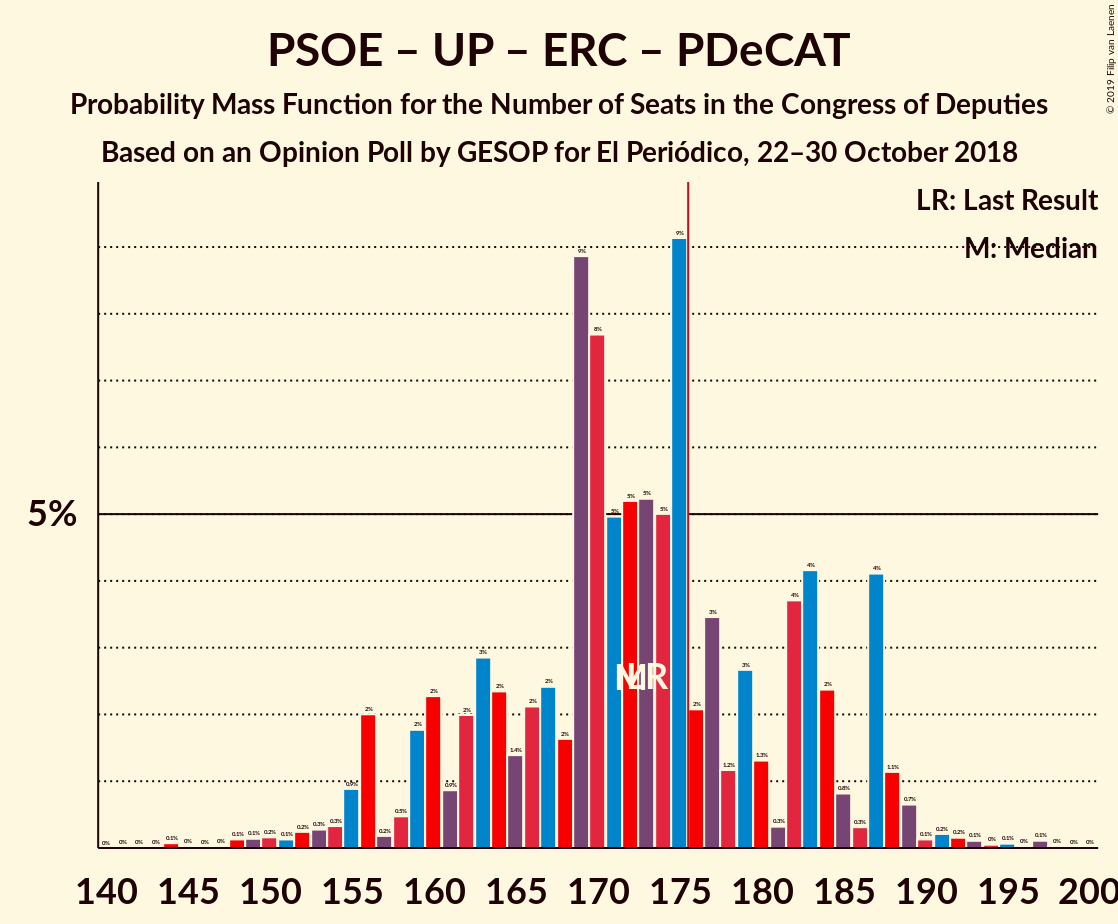 PSOE – UP – ERC – PDeCAT
Probability Mass Function for the Number of Seats in the Congress of Deputies
Based on an Opinion Poll by GESOP for El Periódico, 22–30 October 2018
© 2019 Filip van Laenen
LR: Last Result
M: Median
5%
0% 0% 0% 0% 0.1% 0% 0% 0% 0.1% 0.1% 0.2% 0.1% 0.2% 0.3% 0.3% 0.9% 2% 0.2% 0.5% 2% 2% 0.9% 2% 3% 2% 1.4% 2% 2% 2% 9% 8% 5% 5% 5% 5% 9% 2% 3% 1.2% 3% 1.3% 0.3% 4% 4% 2% 0.8% 0.3% 4% 1.1% 0.7% 0.1% 0.2% 0.2% 0.1% 0% 0.1% 0% 0.1% 0% 0% 0%
M LR
140 145 150 155 160 165 170 175 180 185 190 195 200